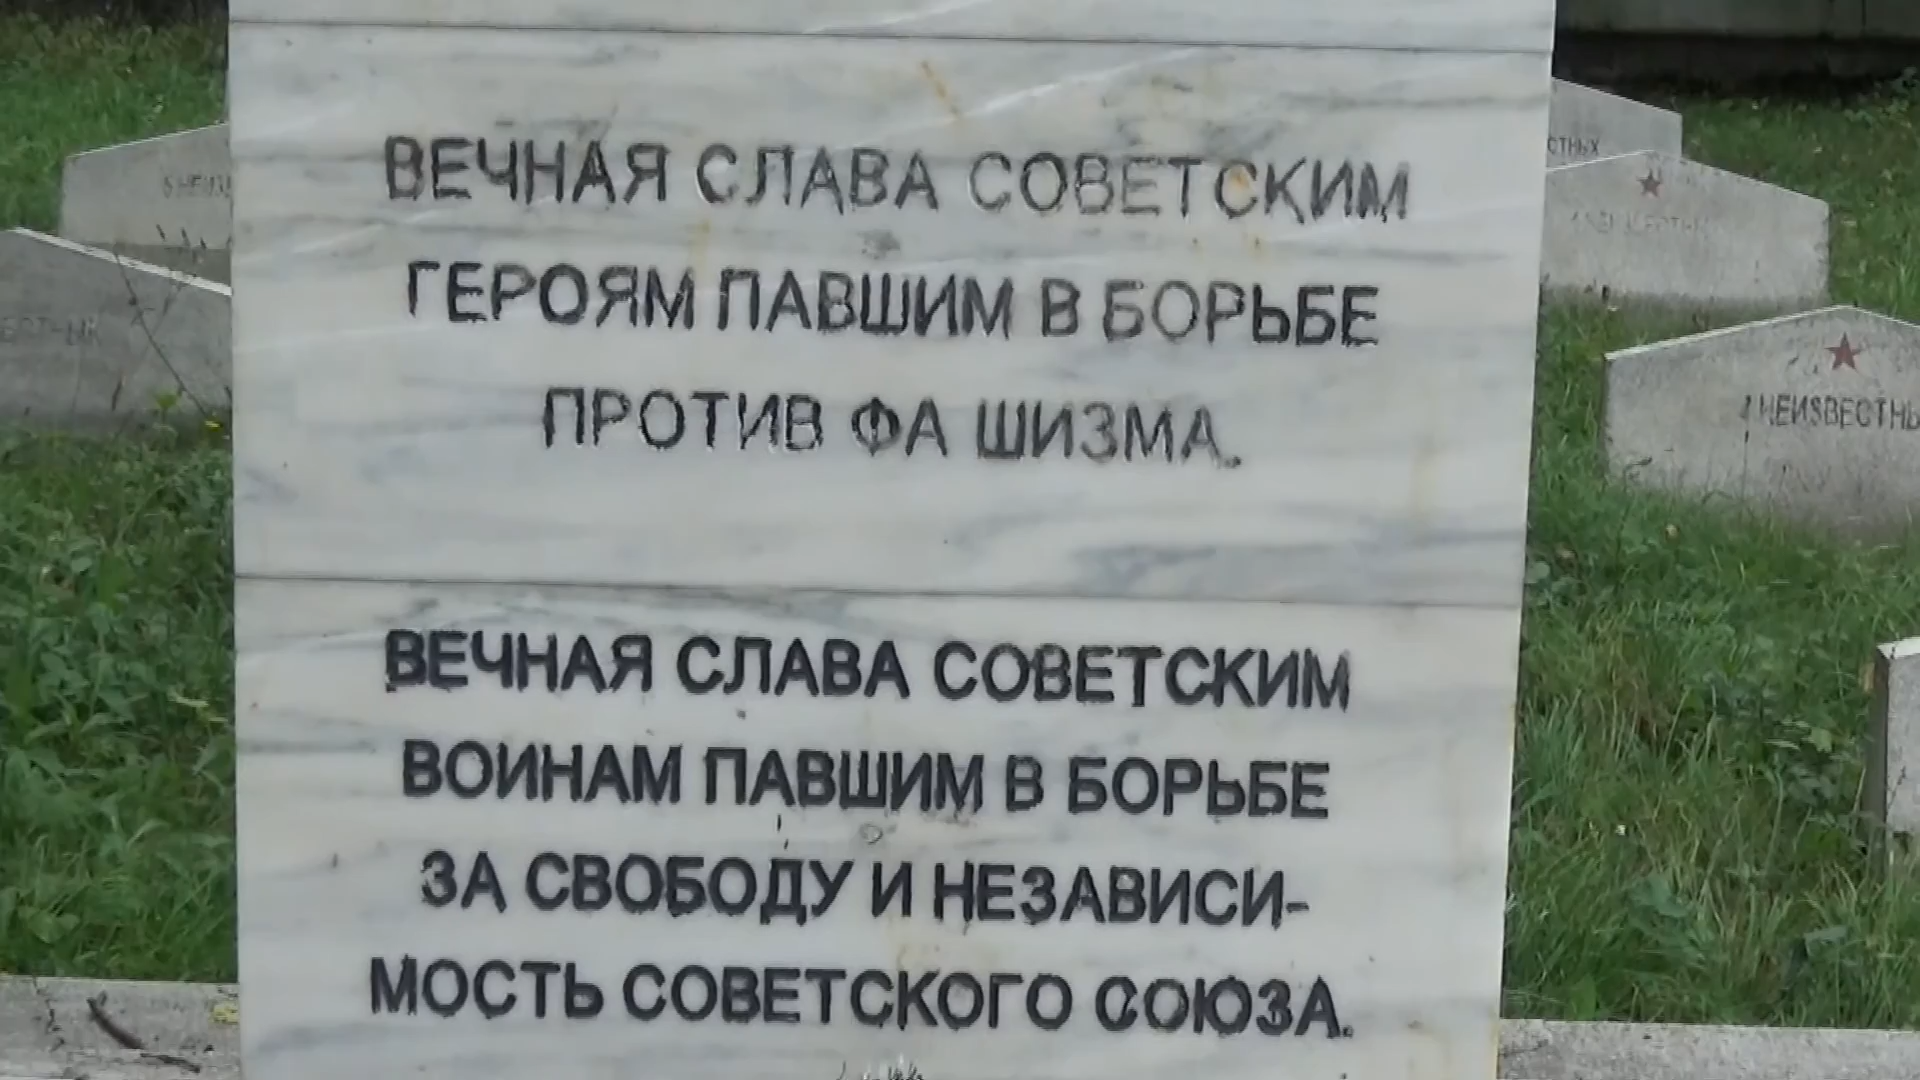 ВЕЧНАЯ СЛАВА СОВЕТСКИМ
ГЕРОЯМ ПАВШИМ В БОРЬБЕ
ПРОТИВ ФА ШИЗМА.
ВЕЧНАЯ СЛАВА СОВЕТСКИМ
ВОИНАМ ПАВШИМ В БОРЬБЕ
ЗА СВОБОДУ И НЕЗАВИСИ-
МОСТЬ СОВЕТСКОГО СОЮЗА.